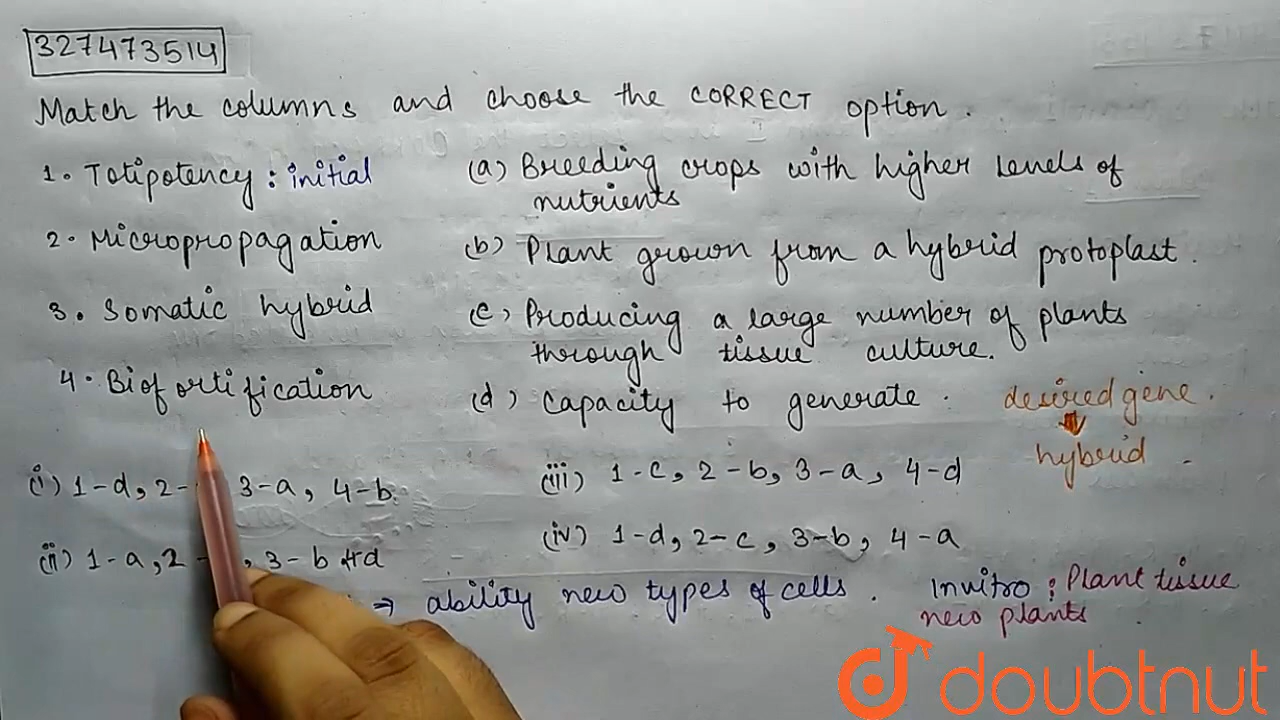 327473514
Match the columns and choose the CORRECT option.
1. Totipotency : initial
(a) Breeding crops with higher levels of
nutrients
2. Micropropagation
(b) Plant grown from a hybrid protoplast.
3. Somatic hybrid
(c) Producing a large number of plants
through tissue culture.
4. Biofortification
(d) Capacity to generate.
desired gene.
hybrid
(i) 1-d, 2- 3-a, 4-b.
(iii) 1-c, 2-b, 3-a, 4-d
(ii) 1-a, 2- , 3-b 4-d
(iv) 1-d, 2-c, 3-b, 4-a
⇒ ability new types of cells.
Invitro : Plant tissue
new plants
doubtnut